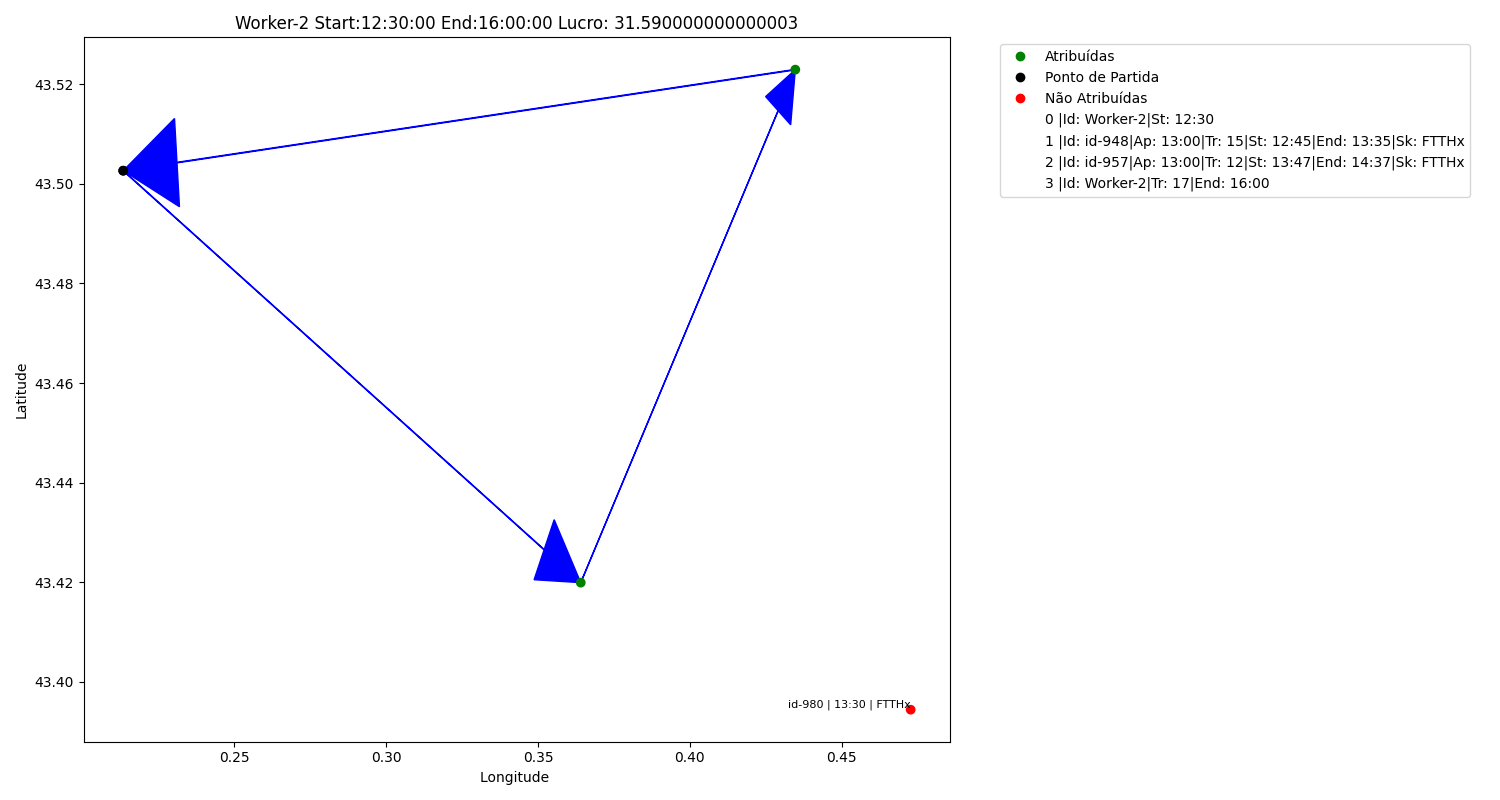 Worker-2 Start:12:30:00 End:16:00:00 Lucro: 31.590000000000003
Atribuídas
Ponto de Partida
Não Atribuídas
0 |Id: Worker-2|St: 12:30
1 |Id: id-948|Ap: 13:00|Tr: 15|St: 12:45|End: 13:35|Sk: FTTHx
2 |Id: id-957|Ap: 13:00|Tr: 12|St: 13:47|End: 14:37|Sk: FTTHx
3 |Id: Worker-2|Tr: 17|End: 16:00
43.52
43.50
43.48
43.46
43.44
43.42
43.40
Latitude
id-980 | 13:30 | FTTHx
0.25 0.30 0.35 0.40 0.45
Longitude